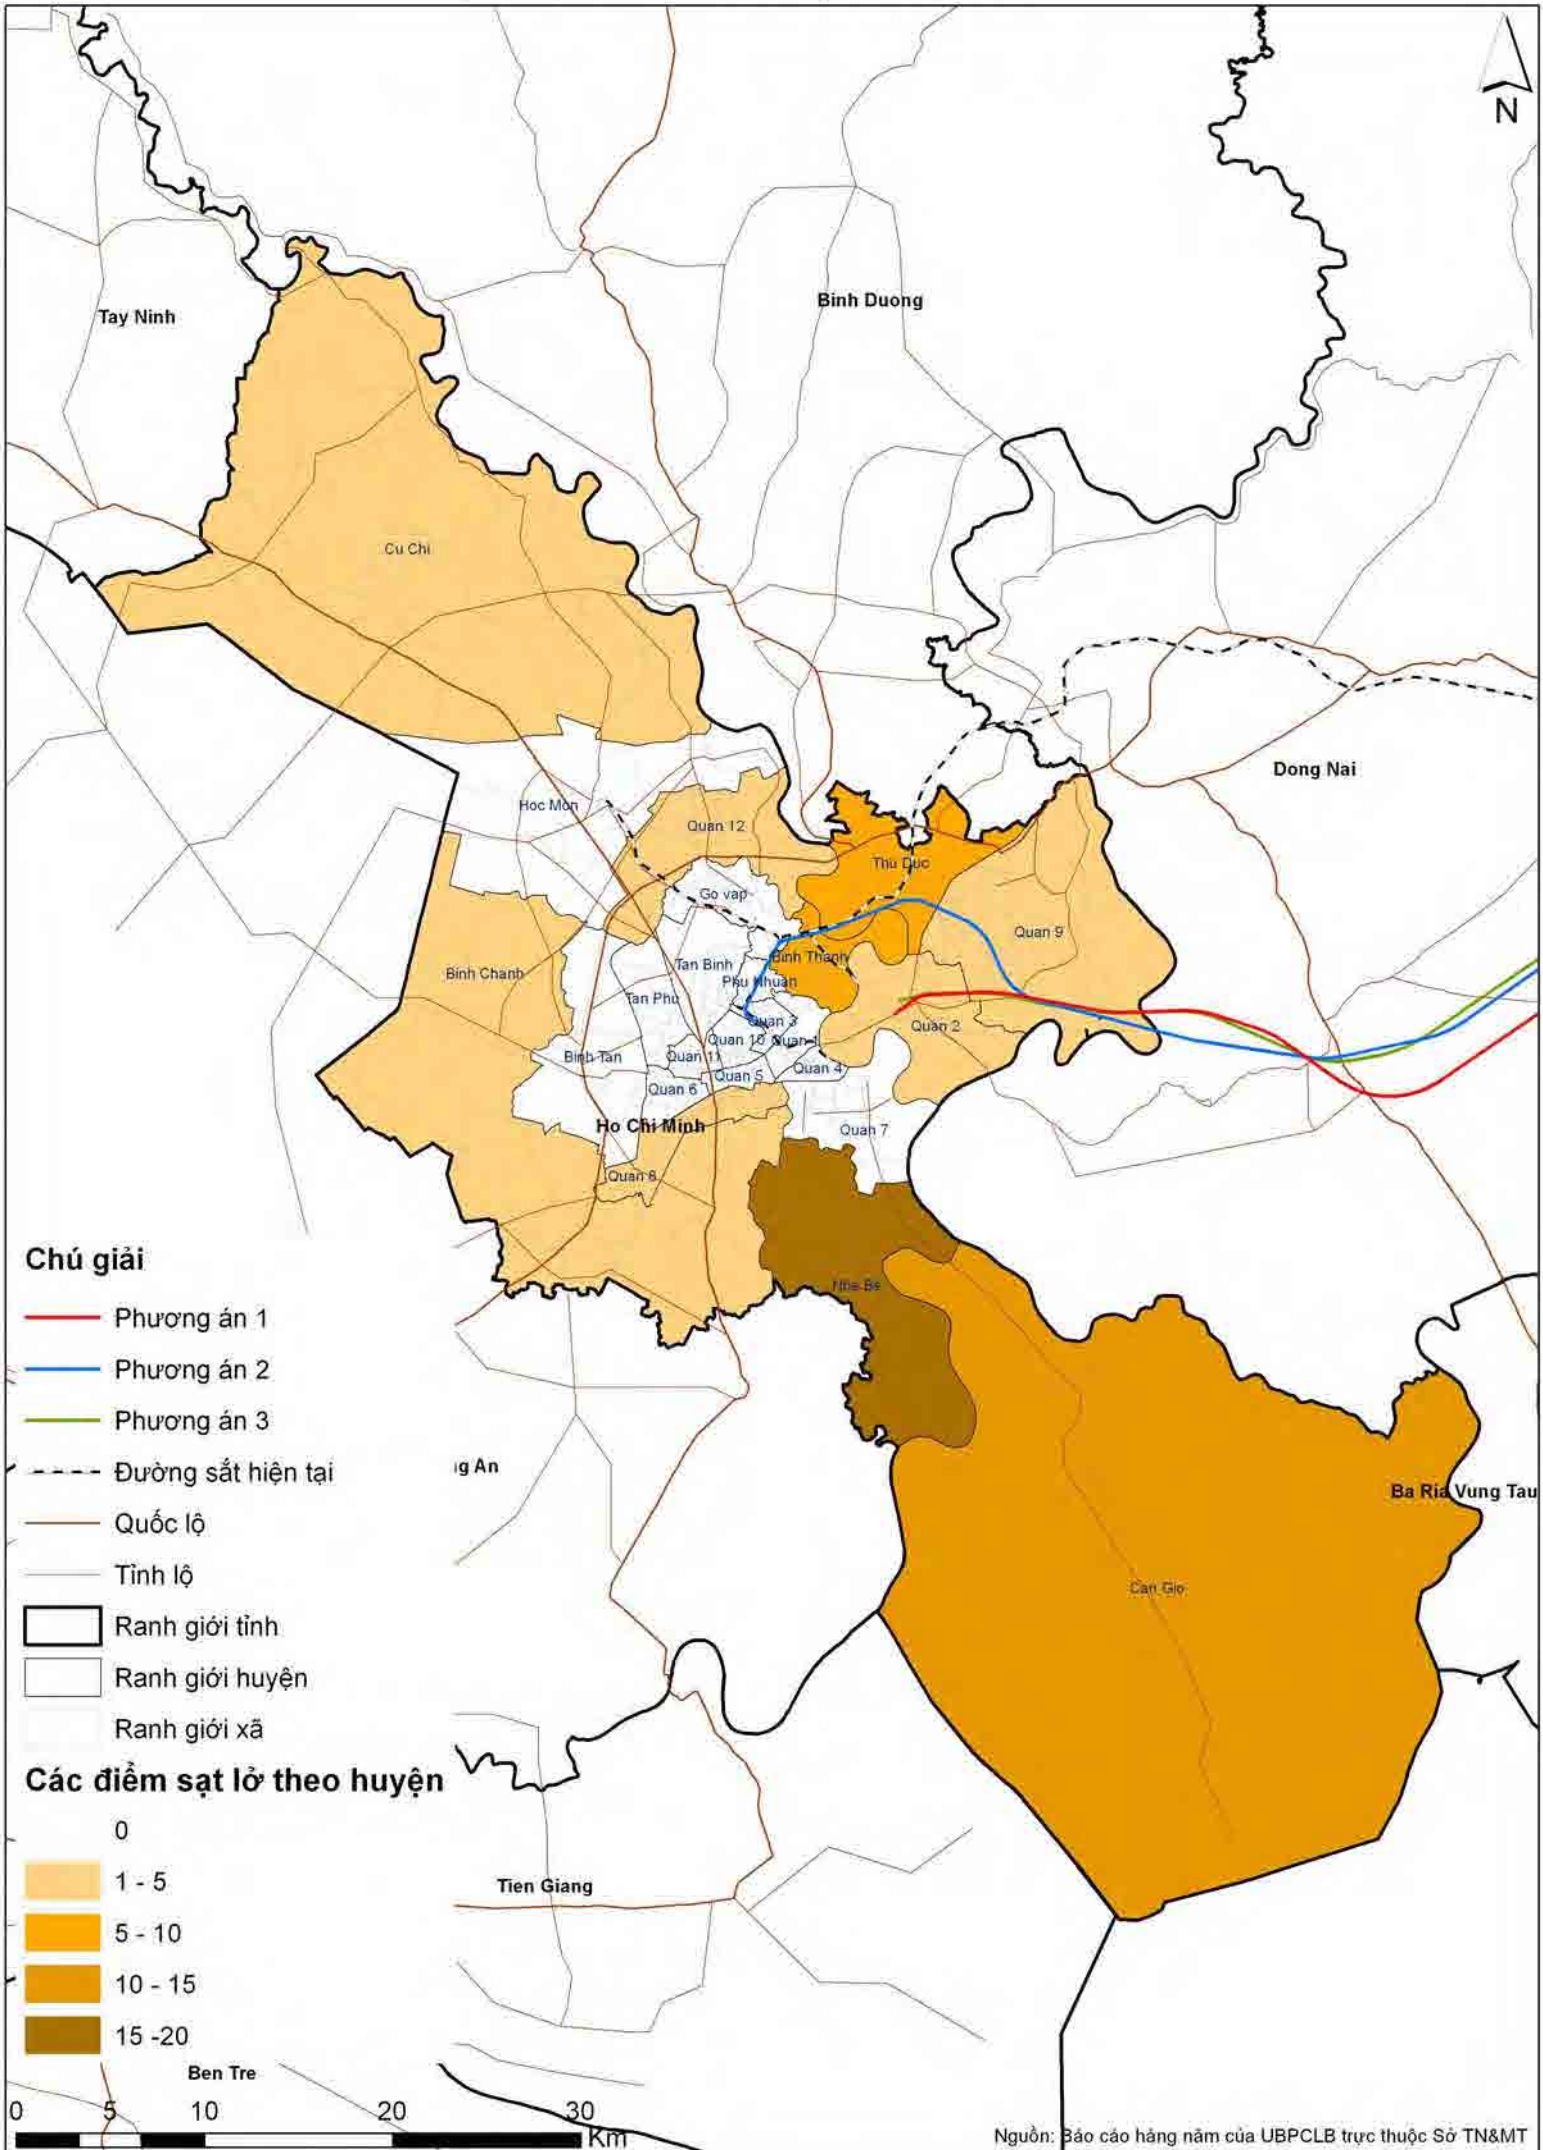 N
Tay Ninh
Binh Duong
Cu Chi
Dong Nai
Hoc Mon
Quan 12
Thu Duc
Go vap
Quan 9
Binh Chanh
Tan Binh
Binh Thanh
Phu Nhuan
Tan Phu
Quan 3
Quan 2
Quan 10
Quan 1
Binh Tan
Quan 11
Quan 4
Quan 5
Quan 6
Ho Chi Minh
Quan 7
Quan 8
Nha Be
Chú giải
Phương án 1
Phương án 2
Phương án 3
Đường sắt hiện tại
ng An
Ba Ria Vung Tau
Quốc lộ
Tỉnh lộ
Can Gio
Ranh giới tỉnh
Ranh giới huyện
Ranh giới xã
Các điểm sạt lở theo huyện
0
1 - 5
Tien Giang
5 - 10
10 - 15
15 -20
Ben Tre
0 5 10 20 30
Km
Nguồn: Báo cáo hàng năm của UBPCLB trực thuộc Sở TN&MT